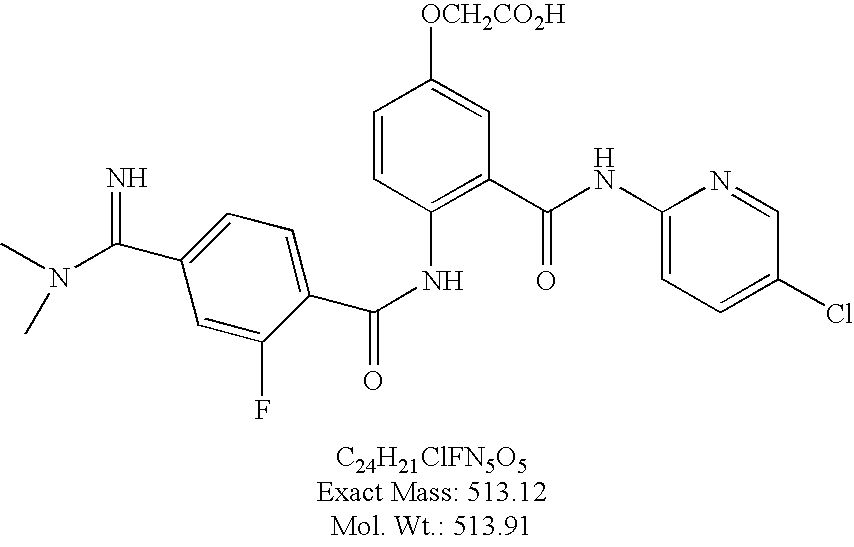 OCH₂CO₂H
NH
H
N
N
N
NH
O
Cl
O
F
C₂₄H₂₁ClFN₅O₅
Exact Mass: 513.12
Mol. Wt.: 513.91